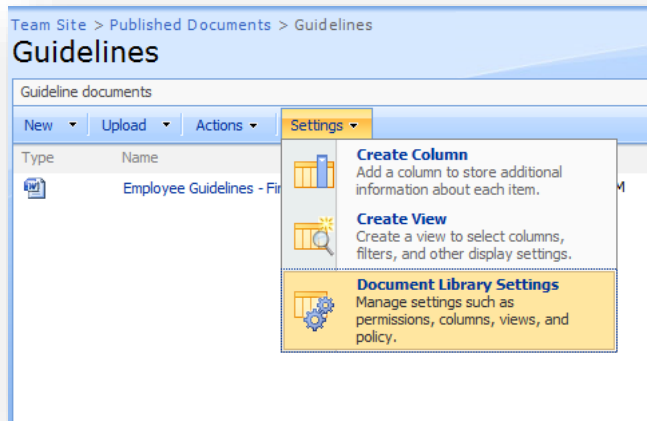 Team Site > Published Documents > Guidelines
Guidelines
Guideline documents
New Upload Actions Settings
Type Name
Create Column
Add a column to store additional
information about each item.
Employee Guidelines - Fir M
Create View
Create a view to select columns,
filters, and other display settings.
Document Library Settings
Manage settings such as
permissions, columns, views, and
policy.